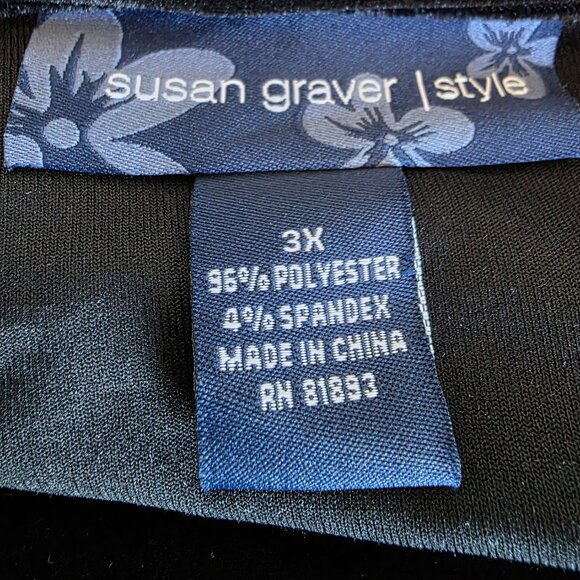 susan graver | style
3X
96% POLYESTER
4% SPANDEX
MADE IN CHINA
RN 81893